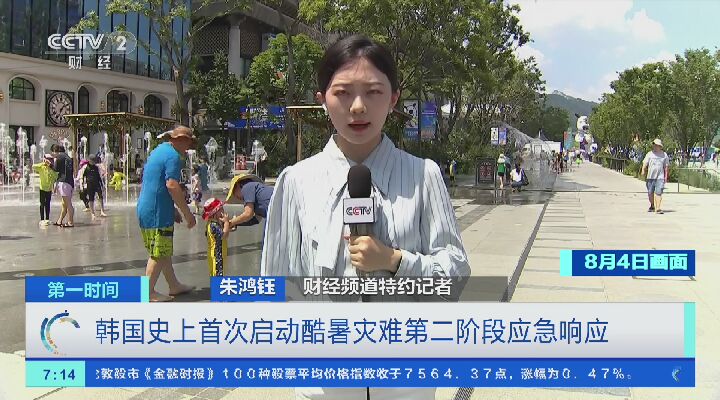 CCTV 2
财经
CCTV
8月4日画面
第一时间 朱鸿钰 财经频道特约记者
韩国史上首次启动酷暑灾难第二阶段应急响应
7:14 敦股市《金融时报》100种股票平均价格指数收于7564.37点，涨幅为0.47%。